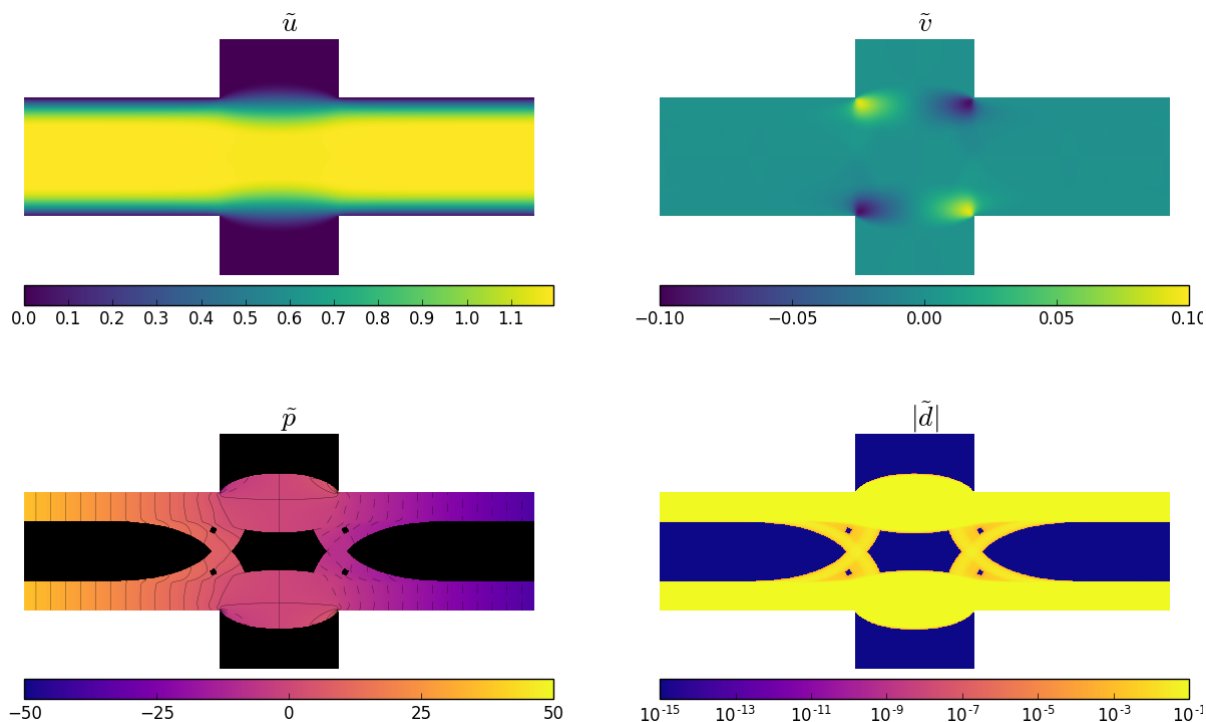 ũ
ṽ
0.0 0.1 0.2 0.3 0.4 0.5 0.6 0.7 0.8 0.9 1.0 1.1
−0.10 −0.05 0.00 0.05 0.10
p̃
|d̃|
−50 −25 0 25 50
10⁻¹⁵ 10⁻¹³ 10⁻¹¹ 10⁻⁹ 10⁻⁷ 10⁻⁵ 10⁻³